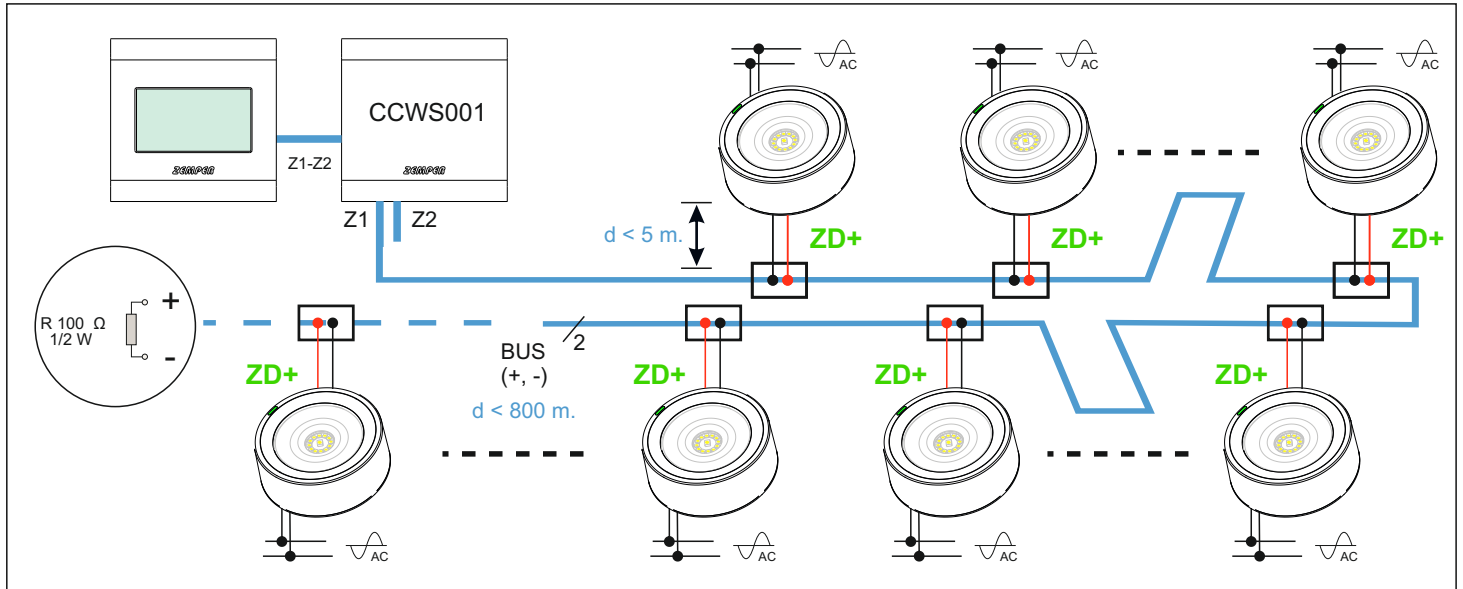 AC
AC
AC
CCWS001
Z1-Z2
ZEMPER
ZEMPER
Z1
Z2
d < 5 m.
ZD+
ZD+
ZD+
R 100 Ω
1/2 W
+
-
2
BUS
(+, -)
d < 800 m.
ZD+
ZD+
ZD+
ZD+
AC
AC
AC
AC